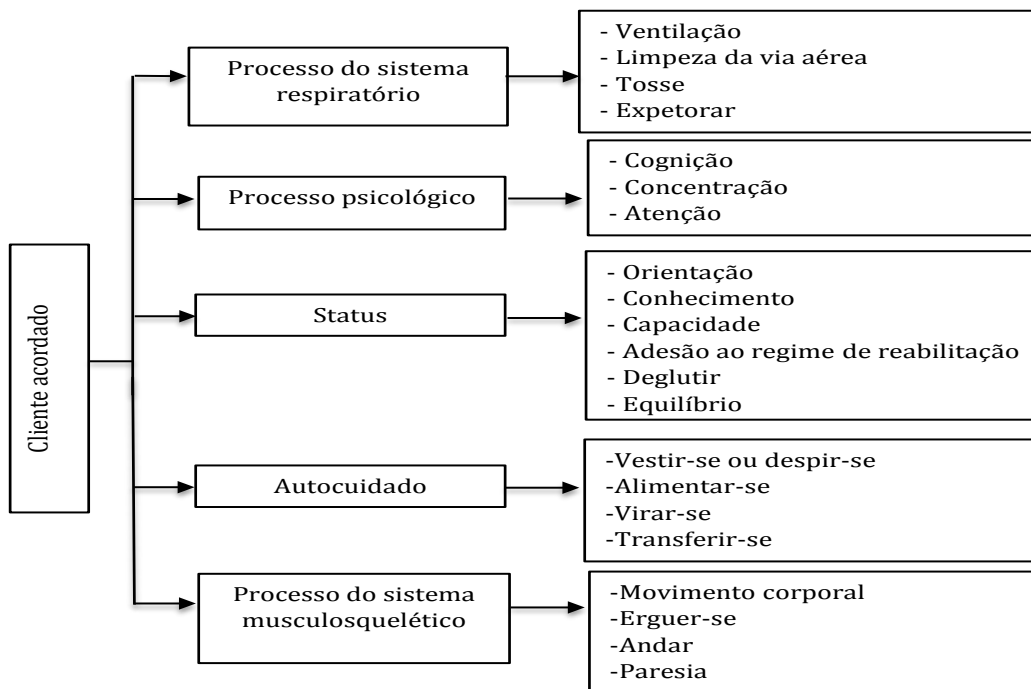 Cliente acordado
Processo do sistema
respiratório
- Ventilação
- Limpeza da via aérea
- Tosse
- Expetorar
Processo psicológico
- Cognição
- Concentração
- Atenção
Status
- Orientação
- Conhecimento
- Capacidade
- Adesão ao regime de reabilitação
- Deglutir
- Equilíbrio
Autocuidado
-Vestir-se ou despir-se
-Alimentar-se
-Virar-se
-Transferir-se
Processo do sistema
musculosquelético
-Movimento corporal
-Erguer-se
-Andar
-Paresia